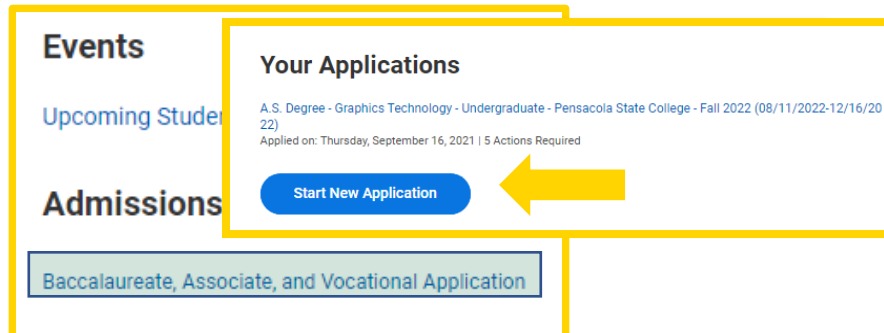 Events
Upcoming
Admissions
Baccalaureate, Associate, and Vocational Application
Your Applications
A.S. Degree - Graphics Technology - Undergraduate - Pensacola State College - Fall 2022 (08/11/2022-12/16/20
22)
Applied on: Thursday, September 16, 2021 | 5 Actions Required
Start New Application